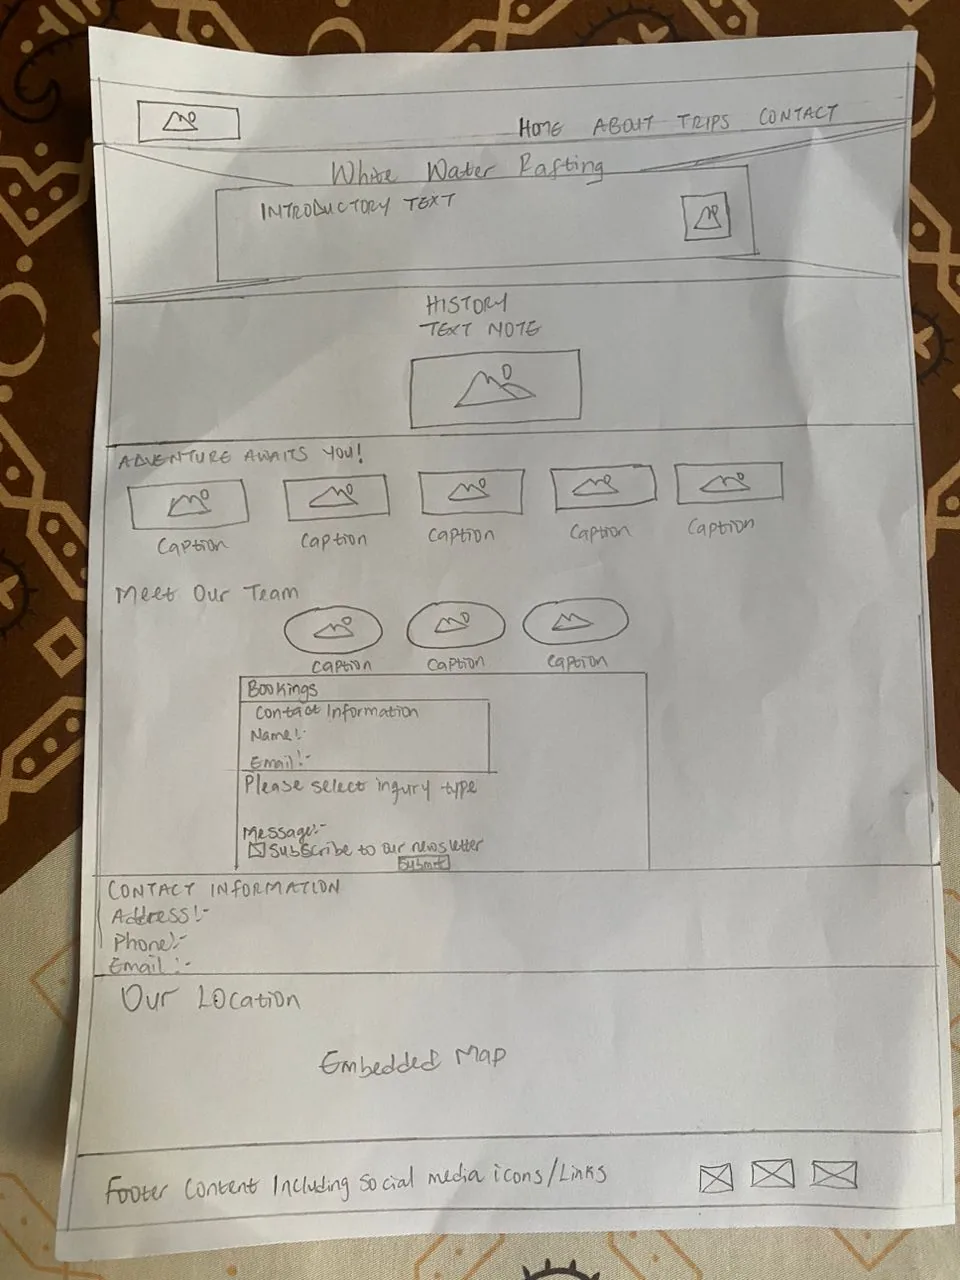 HOME ABOUT TRIPS CONTACT
White Water Rafting
INTRODUCTORY TEXT
HISTORY
TEXT NOTE
ADVENTURE AWAITS YOU!
Caption Caption Caption Caption Caption
Meet Our Team
Caption Caption Caption
Bookings
Contact Information
Name:-
Email:-
Please select inqury type
Message:-
Subscribe to our newsletter
Submit
CONTACT INFORMATION
Address:-
Phone:-
Email:-
Our Location
Embedded Map
Footer Content Including Social media icons/Links